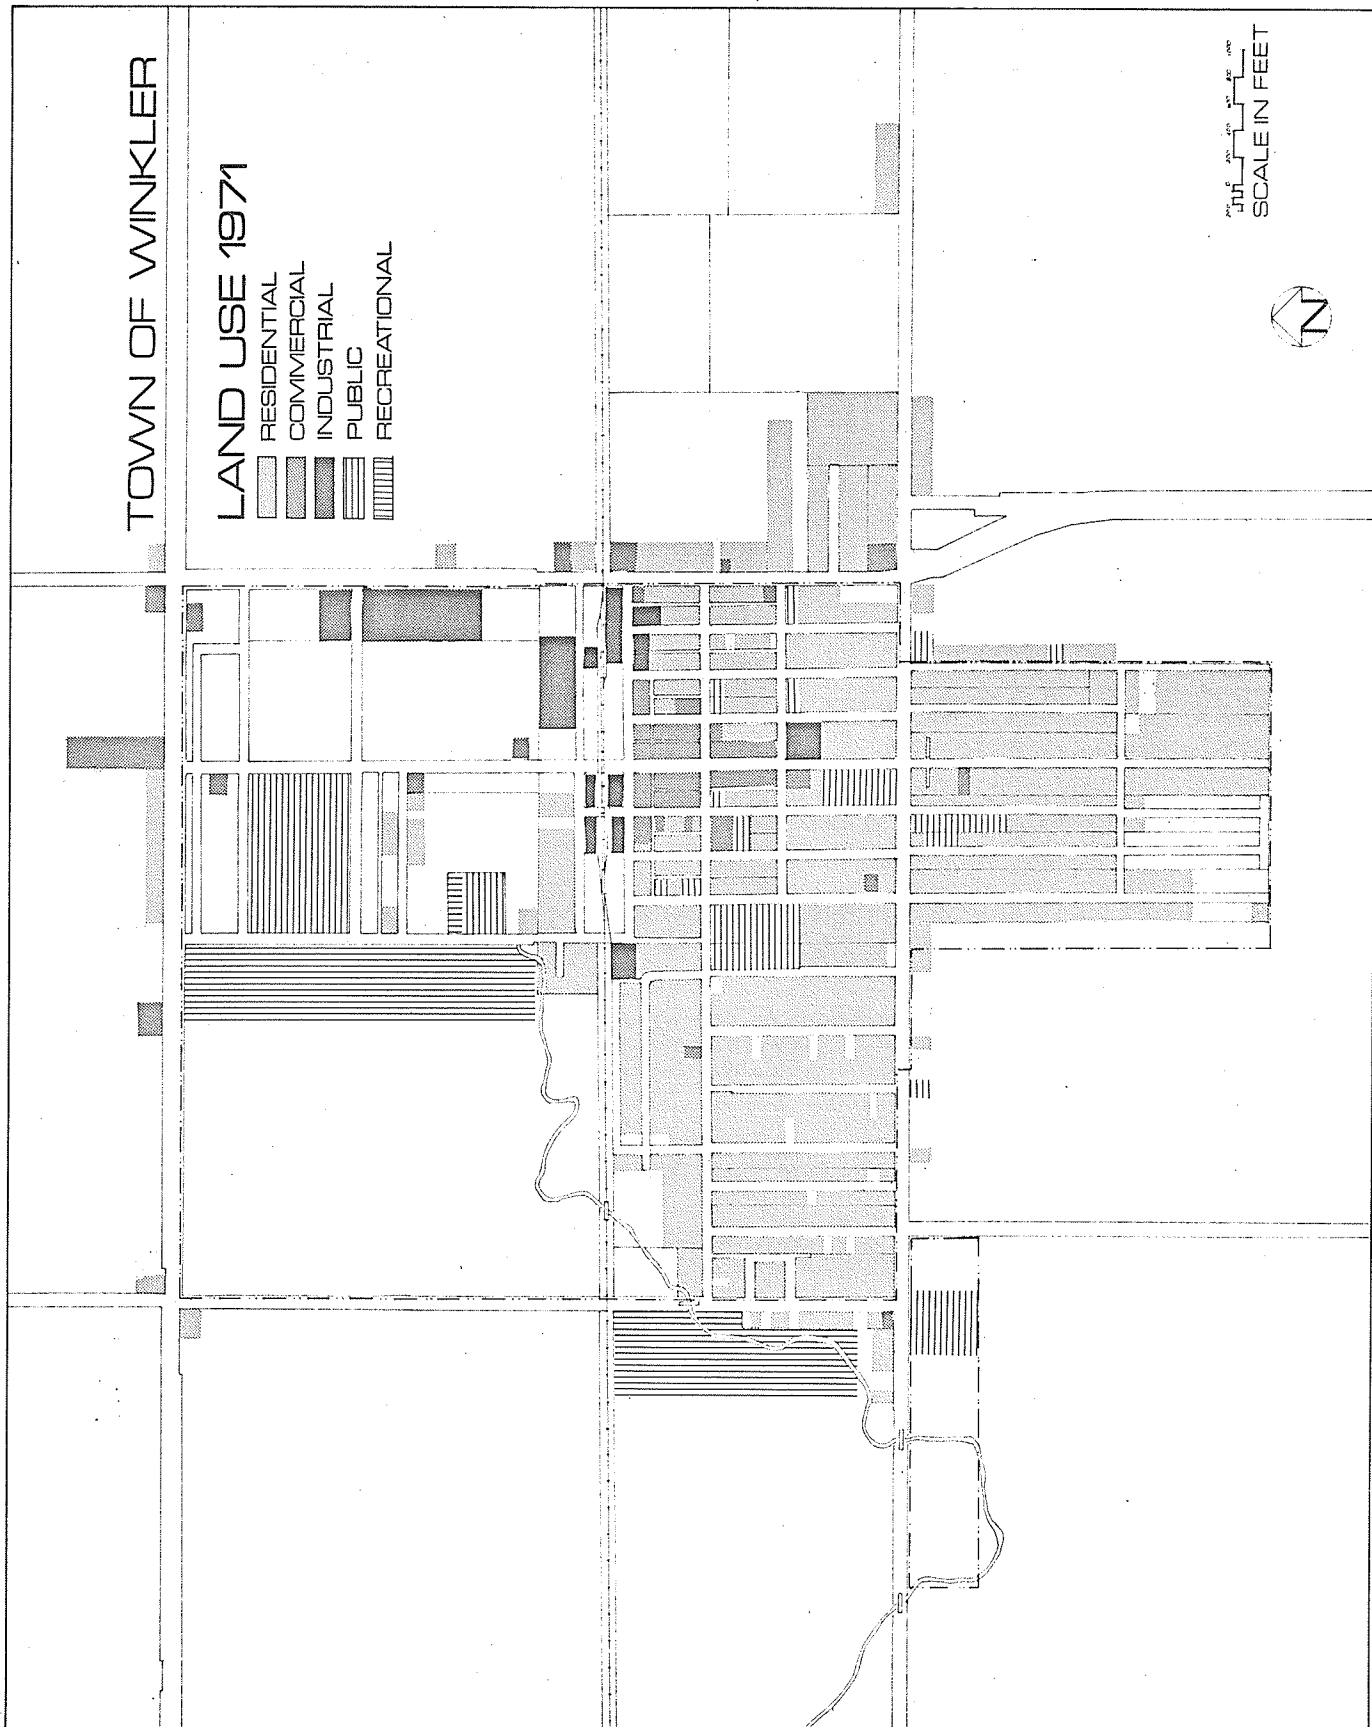 TOWN OF WINKLER
LAND USE 1971
RESIDENTIAL
COMMERCIAL
INDUSTRIAL
PUBLIC
RECREATIONAL
SCALE IN FEET
N